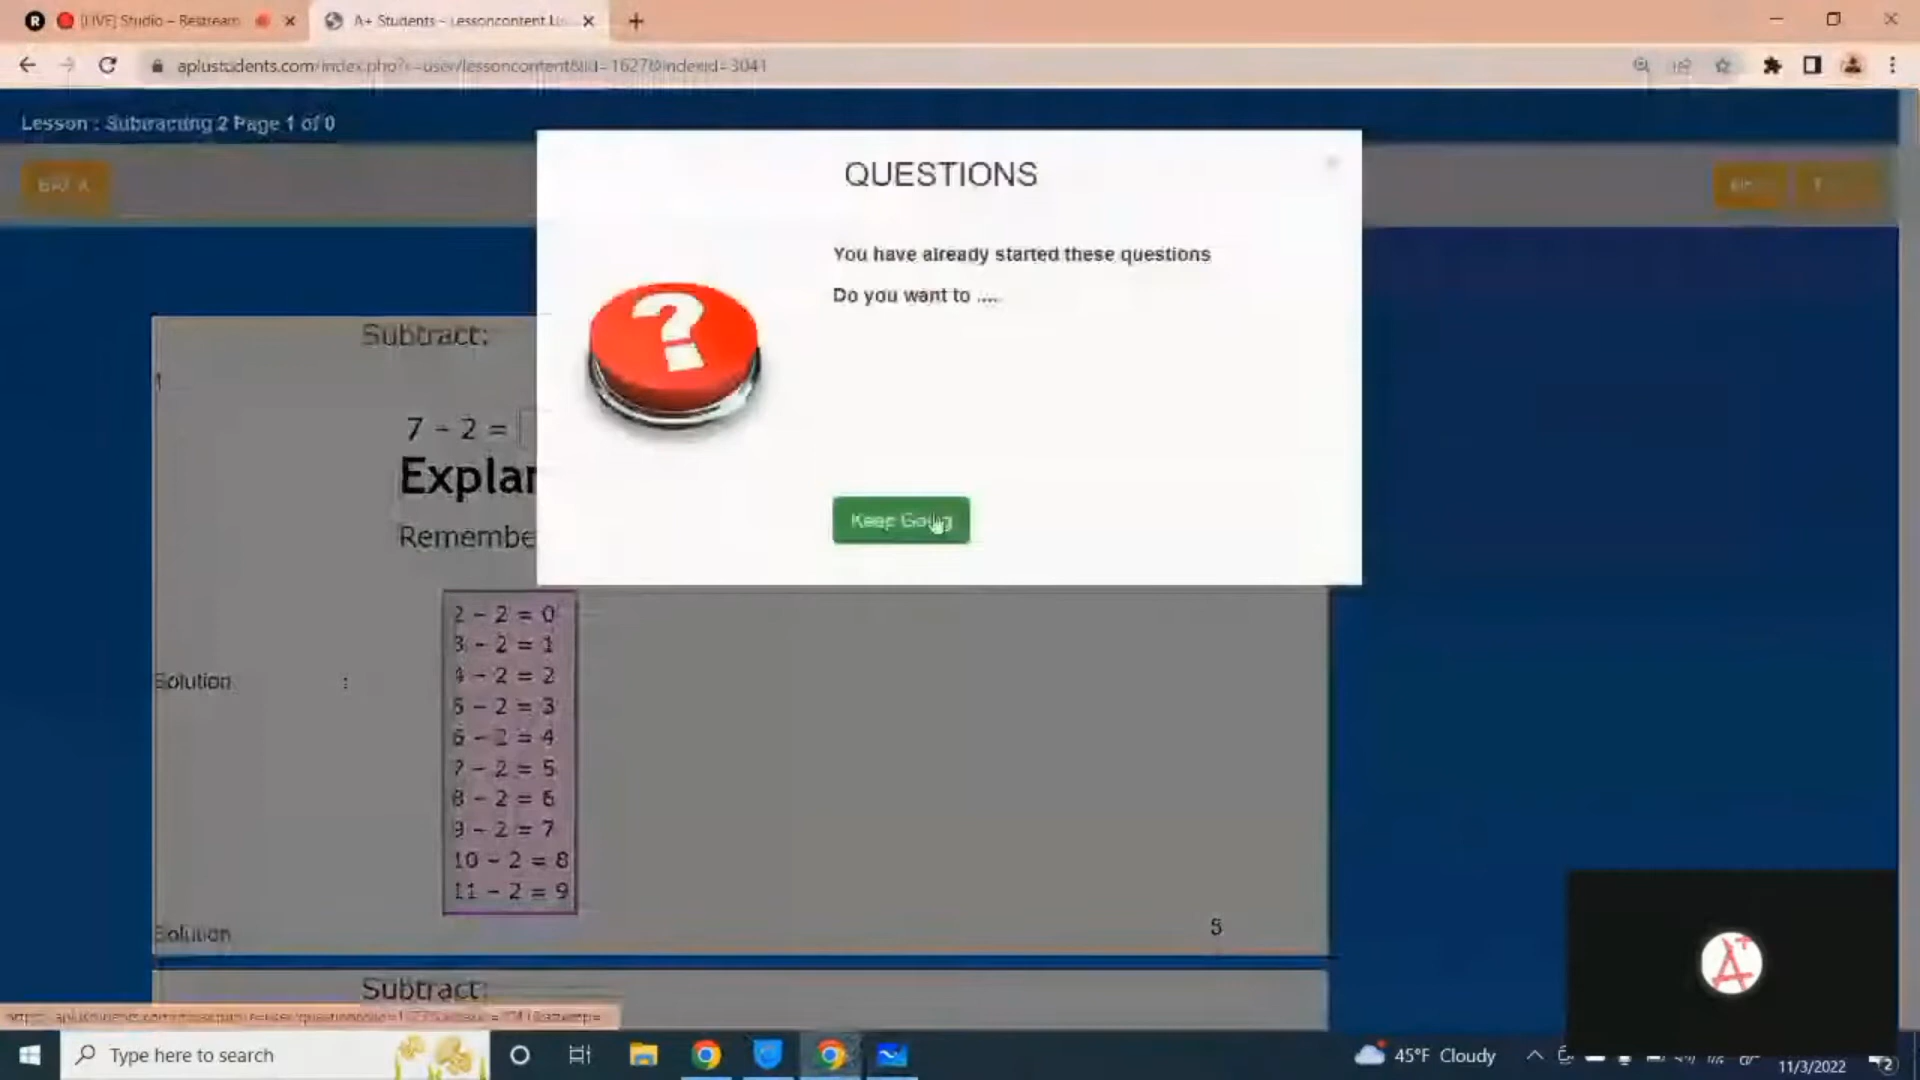 [LIVE] Studio - Restream
A+ Students - Lessoncontent
Lesson : Subtracting 2 Page 1 of 0
QUESTIONS
You have already started these questions
Do you want to ....
Keep Going
Subtract:
1
7 - 2 =
Explan
Remembe
2 - 2 = 0
3 - 2 = 1
4 - 2 = 2
5 - 2 = 3
6 - 2 = 4
7 - 2 = 5
8 - 2 = 6
9 - 2 = 7
10 - 2 = 8
11 - 2 = 9
Solution :
Solution
5
Subtract:
A+
Type here to search
45°F Cloudy
11/3/2022
2